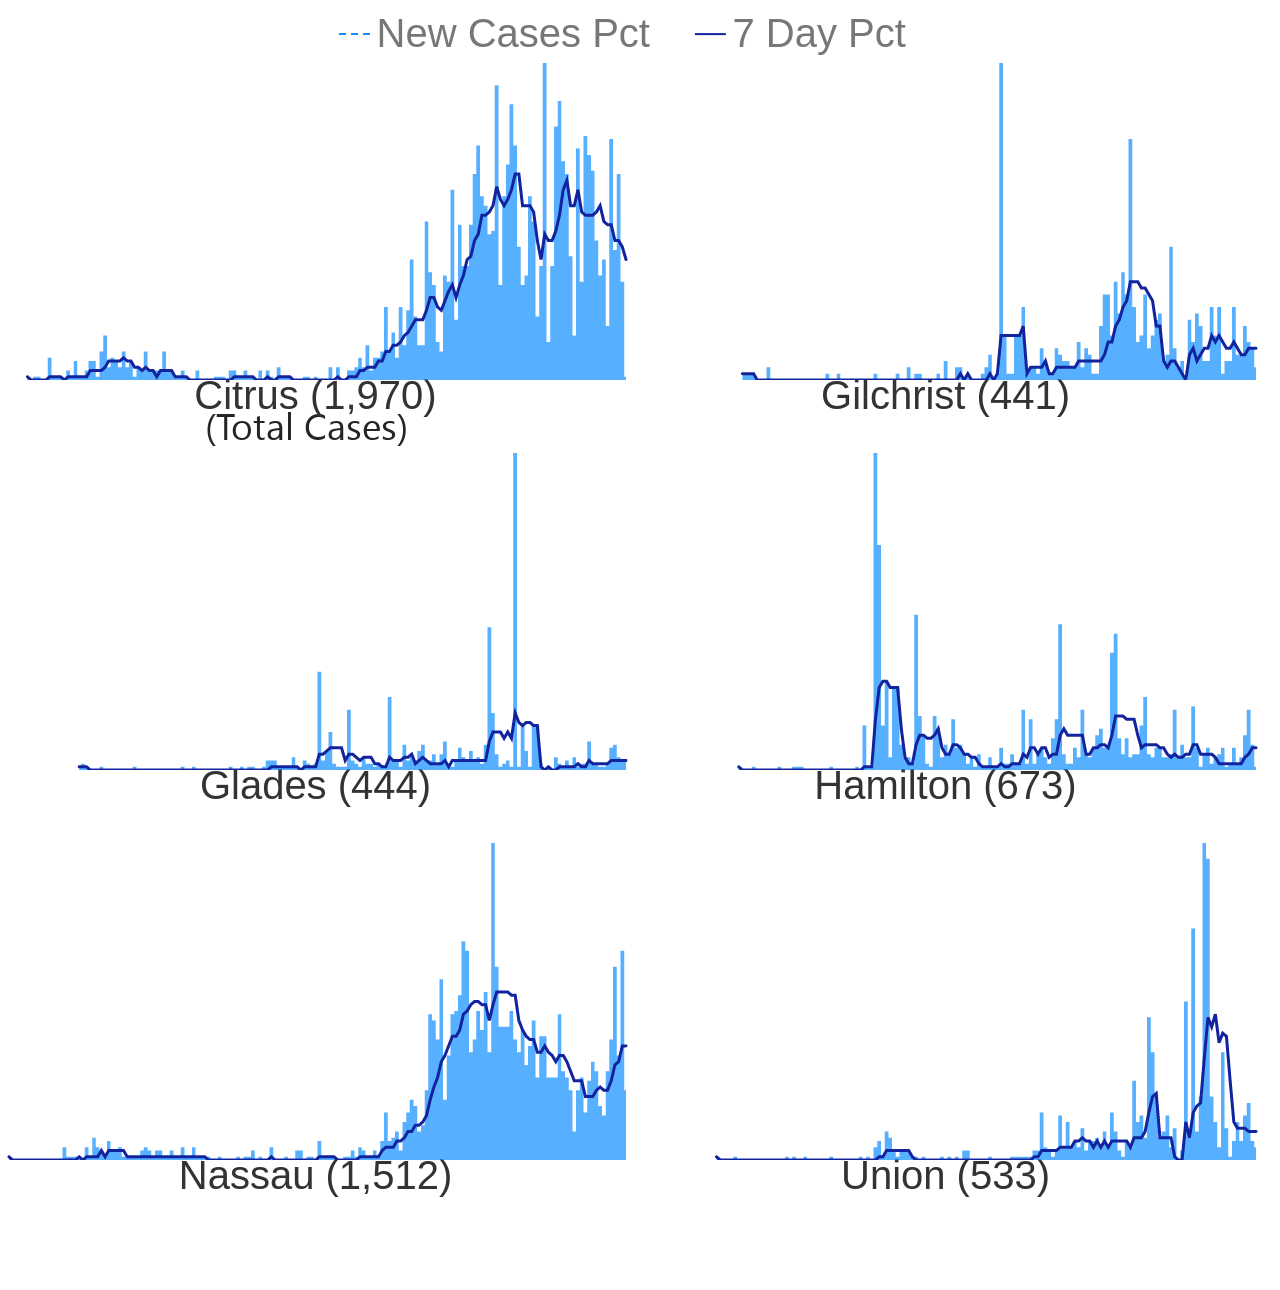 New Cases Pct 7 Day Pct
Citrus (1,970) Gilchrist (441)
(Total Cases)
Glades (444) Hamilton (673)
Nassau (1,512) Union (533)